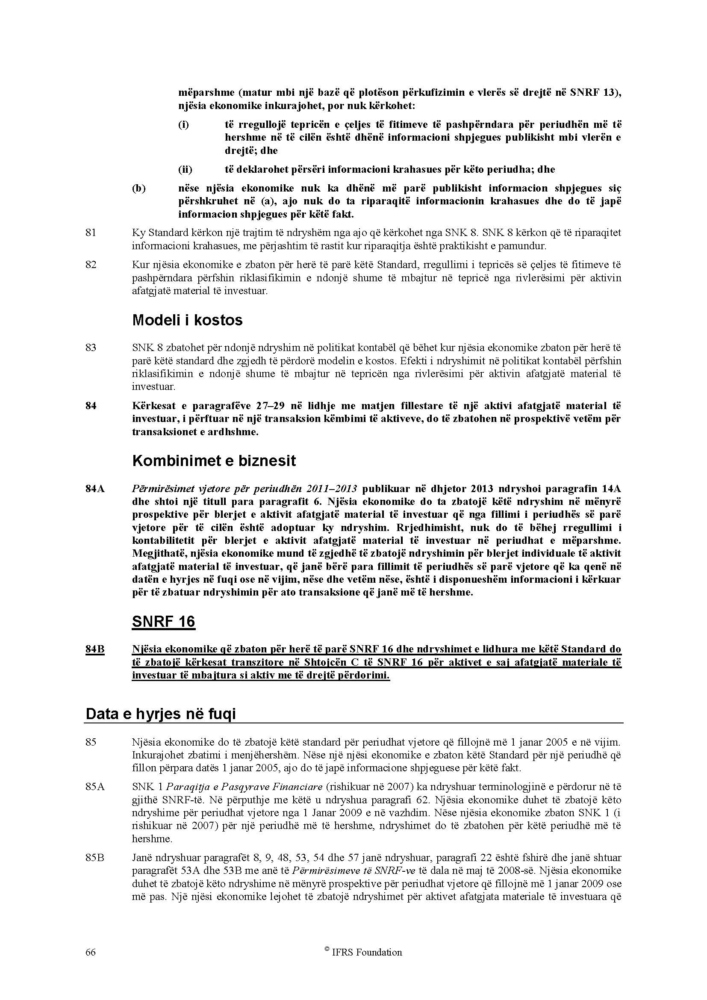 mëparshme (matur mbi një bazë që plotëson përkufizimin e vlerës së drejtë në SNRF 13),
njësia ekonomike inkurajohet, por nuk kërkohet:
(i) të rregullojë tepricën e çeljes të fitimeve të pashpërndara për periudhën më të
hershme në të cilën është dhënë informacioni shpjegues publikisht mbi vlerën e
drejtë; dhe
(ii) të deklarohet përsëri informacioni krahasues për këto periudha; dhe
(b) nëse njësia ekonomike nuk ka dhënë më parë publikisht informacion shpjegues siç
përshkruhet në (a), ajo nuk do ta riparaqitë informacionin krahasues dhe do të japë
informacion shpjegues për këtë fakt.
81 Ky Standard kërkon një trajtim të ndryshëm nga ajo që kërkohet nga SNK 8. SNK 8 kërkon që të riparaqitet
informacioni krahasues, me përjashtim të rastit kur riparaqitja është praktikisht e pamundur.
82 Kur njësia ekonomike e zbaton për herë të parë këtë Standard, rregullimi i tepricës së çeljes të fitimeve të
pashpërndara përfshin riklasifikimin e ndonjë shume të mbajtur në tepricë nga rivlerësimi për aktivin
afatgjatë material të investuar.
Modeli i kostos
83 SNK 8 zbatohet për ndonjë ndryshim në politikat kontabël që bëhet kur njësia ekonomike zbaton për herë të
parë këtë standard dhe zgjedh të përdorë modelin e kostos. Efekti i ndryshimit në politikat kontabël përfshin
riklasifikimin e ndonjë shume të mbajtur në tepricën nga rivlerësimi për aktivin afatgjatë material të
investuar.
84 Kërkesat e paragrafëve 27–29 në lidhje me matjen fillestare të një aktivi afatgjatë material të
investuar, i përftuar në një transaksion këmbimi të aktiveve, do të zbatohen në prospektivë vetëm për
transaksionet e ardhshme.
Kombinimet e biznesit
84A Përmirësimet vjetore për periudhën 2011–2013 publikuar në dhjetor 2013 ndryshoi paragrafin 14A
dhe shtoi një titull para paragrafit 6. Njësia ekonomike do ta zbatojë këtë ndryshim në mënyrë
prospektive për blerjet e aktivit afatgjatë material të investuar që nga fillimi i periudhës së parë
vjetore për të cilën është adoptuar ky ndryshim. Rrjedhimisht, nuk do të bëhej rregullimi i
kontabilitetit për blerjet e aktivit afatgjatë material të investuar në periudhat e mëparshme.
Megjithatë, njësia ekonomike mund të zgjedhë të zbatojë ndryshimin për blerjet individuale të aktivit
afatgjatë material të investuar, që janë bërë para fillimit të periudhës së parë vjetore që ka qenë në
datën e hyrjes në fuqi ose në vijim, nëse dhe vetëm nëse, është i disponueshëm informacioni i kërkuar
për të zbatuar ndryshimin për ato transaksione që janë më të hershme.
SNRF 16
84B Njësia ekonomike që zbaton për herë të parë SNRF 16 dhe ndryshimet e lidhura me këtë Standard do
të zbatojë kërkesat transzitore në Shtojcën C të SNRF 16 për aktivet e saj afatgjatë materiale të
investuar të mbajtura si aktiv me të drejtë përdorimi.
Data e hyrjes në fuqi
85 Njësia ekonomike do të zbatojë këtë standard për periudhat vjetore që fillojnë më 1 janar 2005 e në vijim.
Inkurajohet zbatimi i menjëhershëm. Nëse një njësi ekonomike e zbaton këtë Standard për një periudhë që
fillon përpara datës 1 janar 2005, ajo do të japë informacione shpjeguese për këtë fakt.
85A SNK 1 Paraqitja e Pasqyrave Financiare (rishikuar në 2007) ka ndryshuar terminologjinë e përdorur në të
gjithë SNRF-të. Në përputhje me këtë u ndryshua paragrafi 62. Njësia ekonomike duhet të zbatojë këto
ndryshime për periudhat vjetore nga 1 Janar 2009 e në vazhdim. Nëse njësia ekonomike zbaton SNK 1 (i
rishikuar në 2007) për një periudhë më të hershme, ndryshimet do të zbatohen për këtë periudhë më të
hershme.
85B Janë ndryshuar paragrafët 8, 9, 48, 53, 54 dhe 57 janë ndryshuar, paragrafi 22 është fshirë dhe janë shtuar
paragrafët 53A dhe 53B me anë të Përmirësimeve të SNRF-ve të dala në maj të 2008-së. Njësia ekonomike
duhet të zbatojë këto ndryshime në mënyrë prospektive për periudhat vjetore që fillojnë më 1 janar 2009 ose
më pas. Një njësi ekonomike lejohet të zbatojë ndryshimet për aktivet afatgjata materiale të investuara që
66 © IFRS Foundation